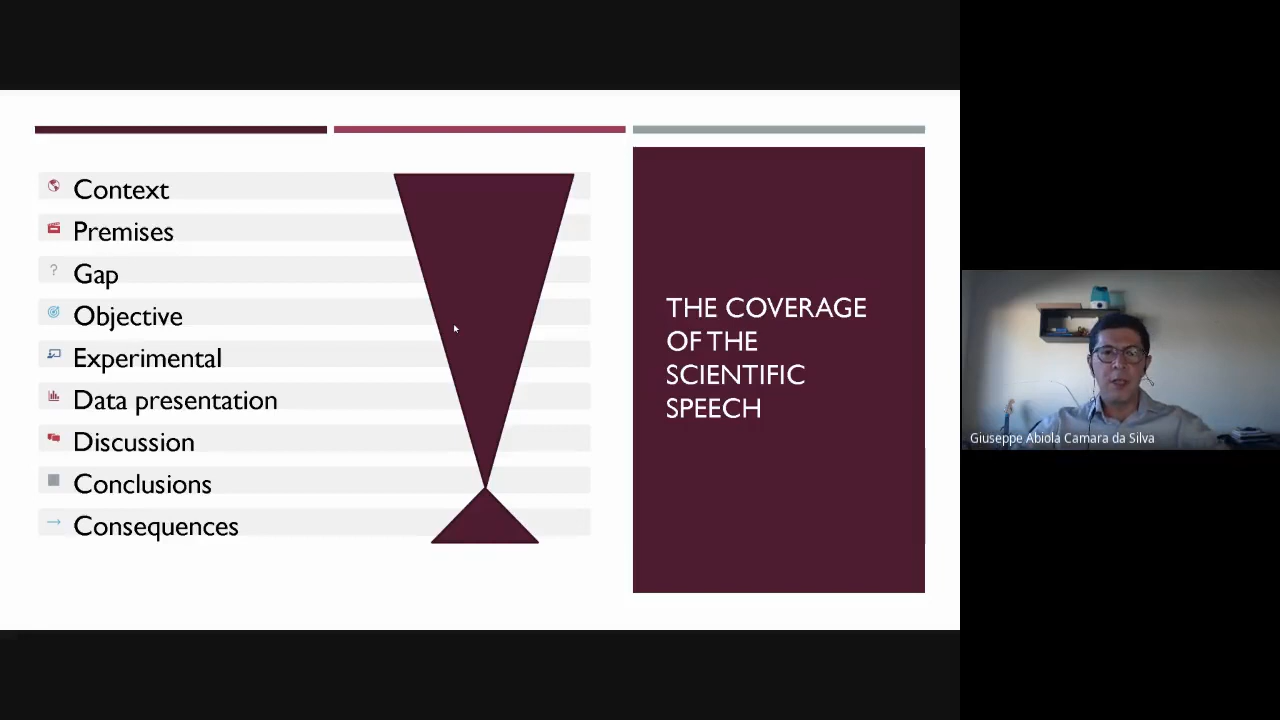 Context
Premises
? Gap
Objective
Experimental
Data presentation
Discussion
Conclusions
Consequences
THE COVERAGE
OF THE
SCIENTIFIC
SPEECH
Giuseppe Abiola Camara da Silva